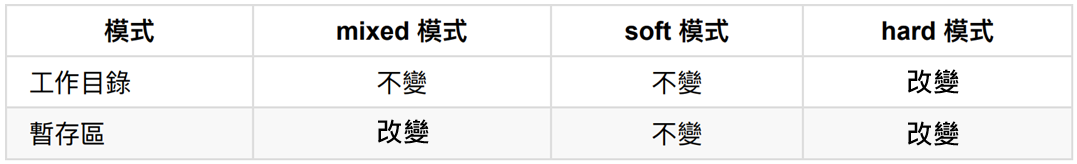 模式 mixed 模式 soft 模式 hard 模式
工作目錄 不變 不變 改變
暫存區 改變 不變 改變